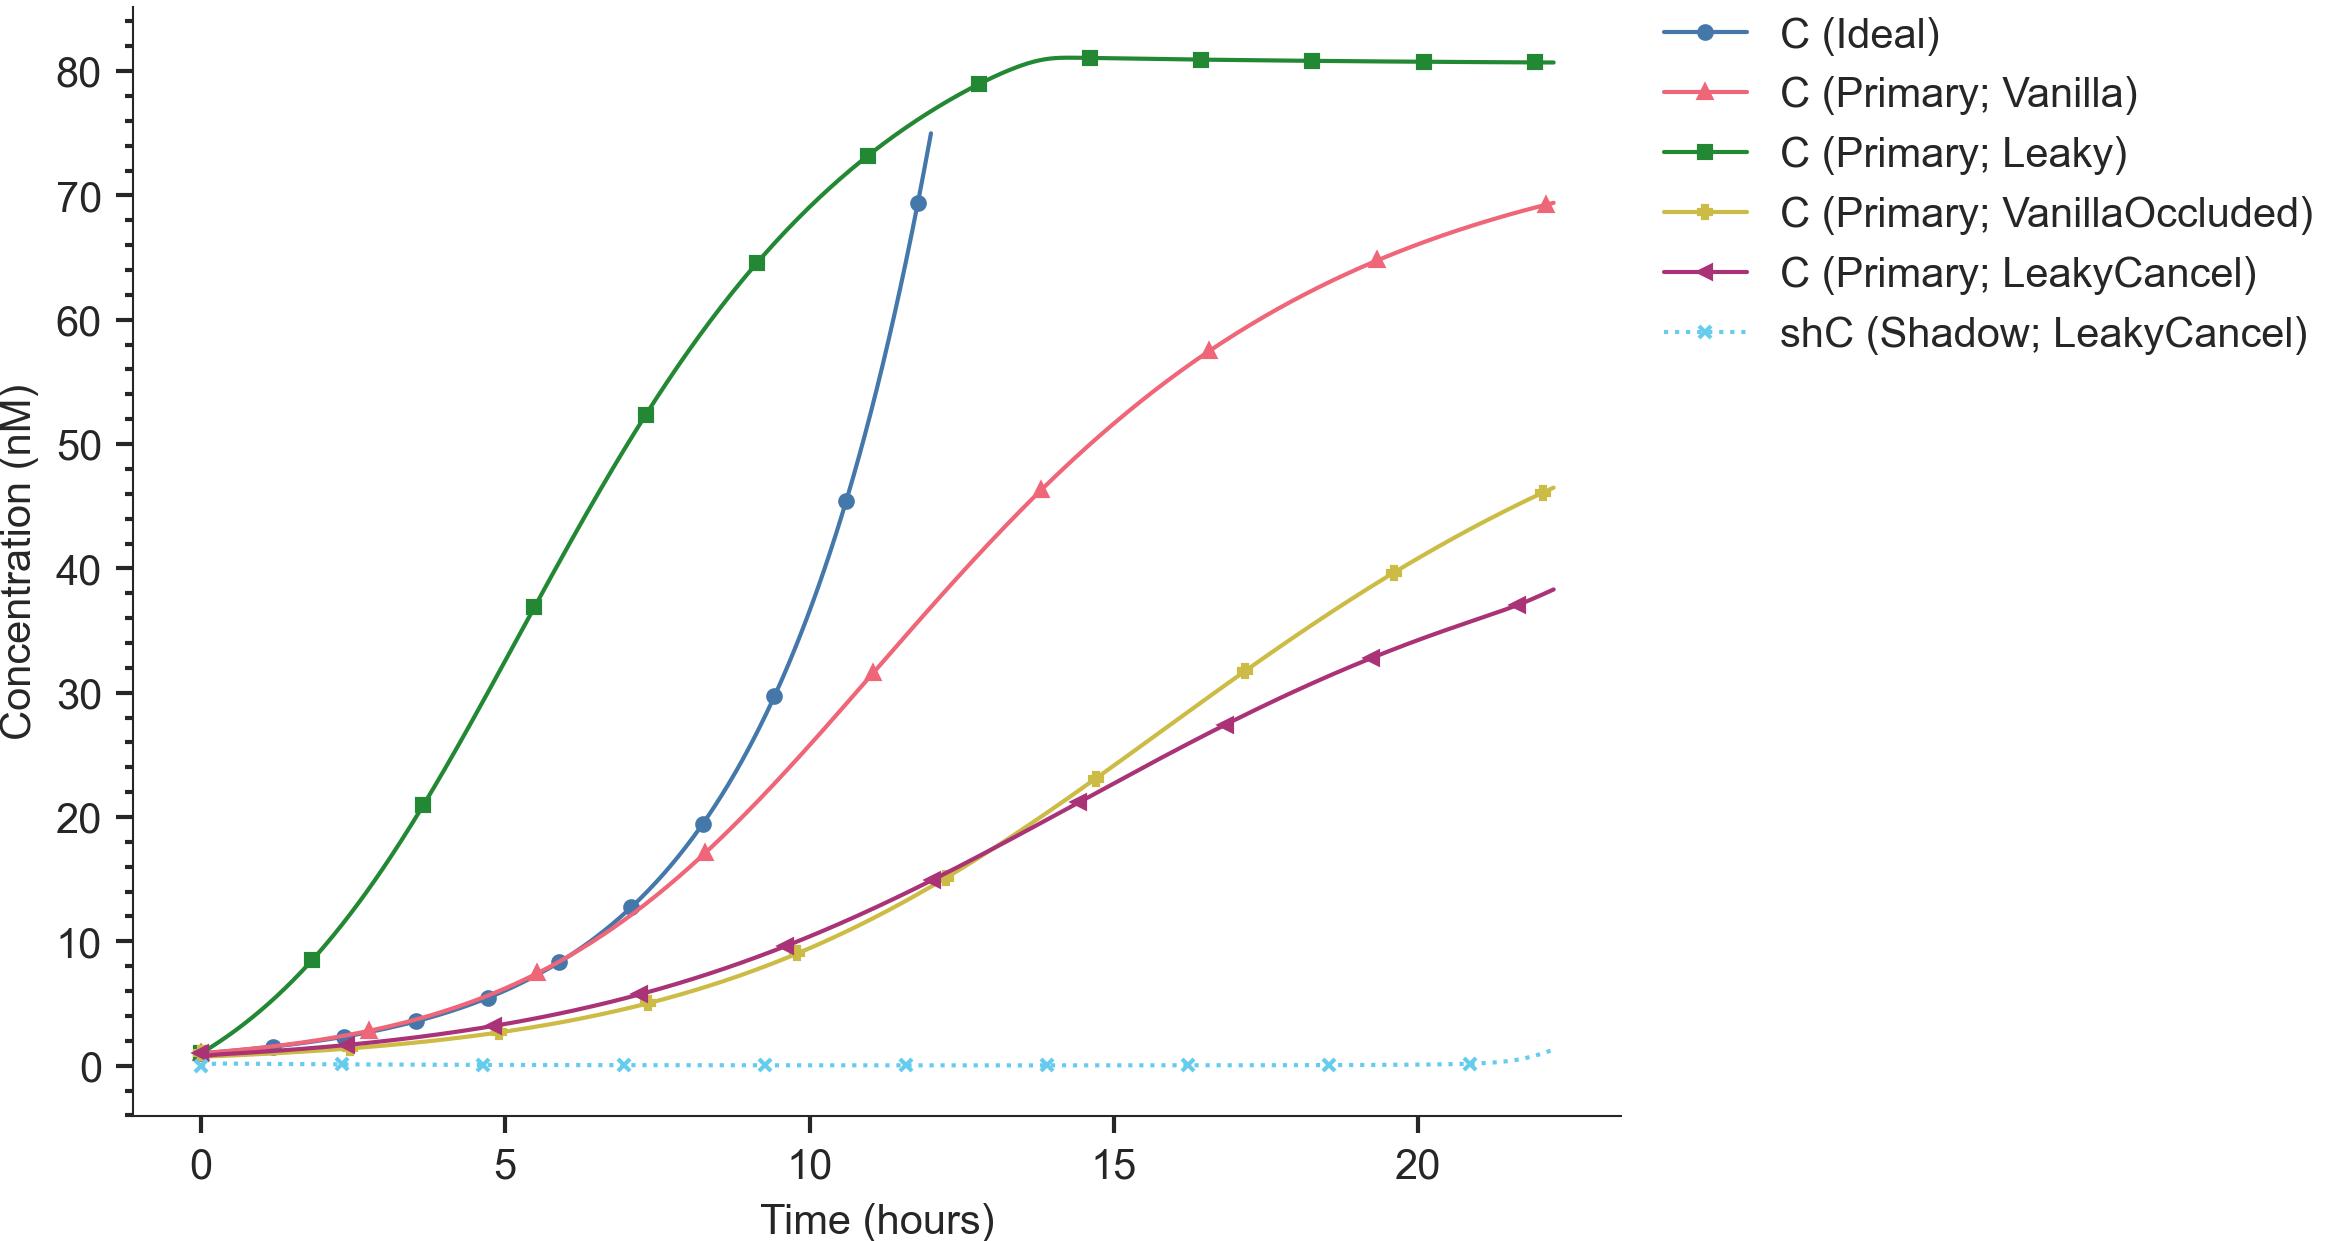 C (Ideal)
C (Primary; Vanilla)
C (Primary; Leaky)
C (Primary; VanillaOccluded)
C (Primary; LeakyCancel)
shC (Shadow; LeakyCancel)
Concentration (nM)
80
70
60
50
40
30
20
10
0
0 5 10 15 20
Time (hours)